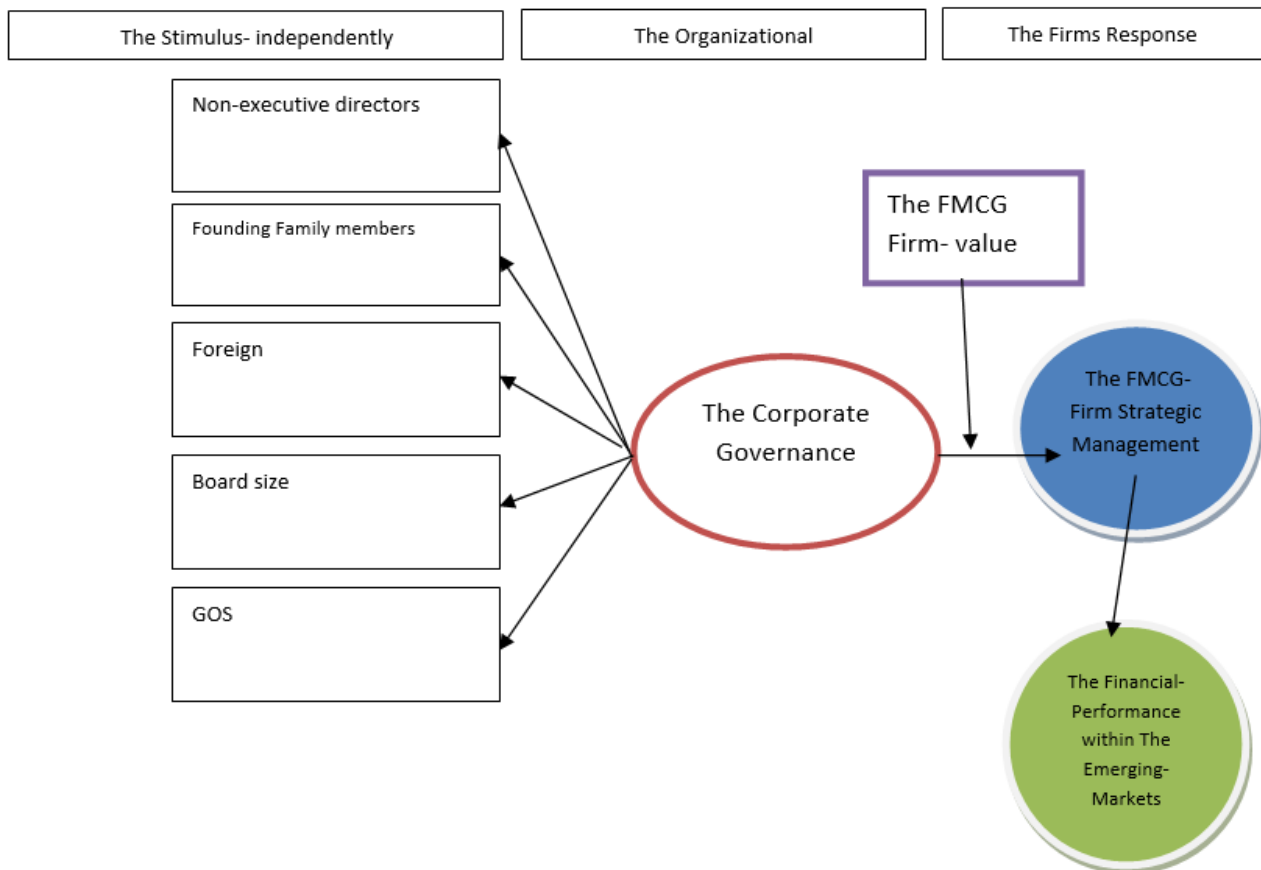 The Stimulus- independently
The Organizational
The Firms Response
Non-executive directors
Founding Family members
Foreign
Board size
GOS
The Corporate
Governance
The FMCG
Firm- value
The FMCG-
Firm Strategic
Management
The Financial-
Performance
within The
Emerging-
Markets